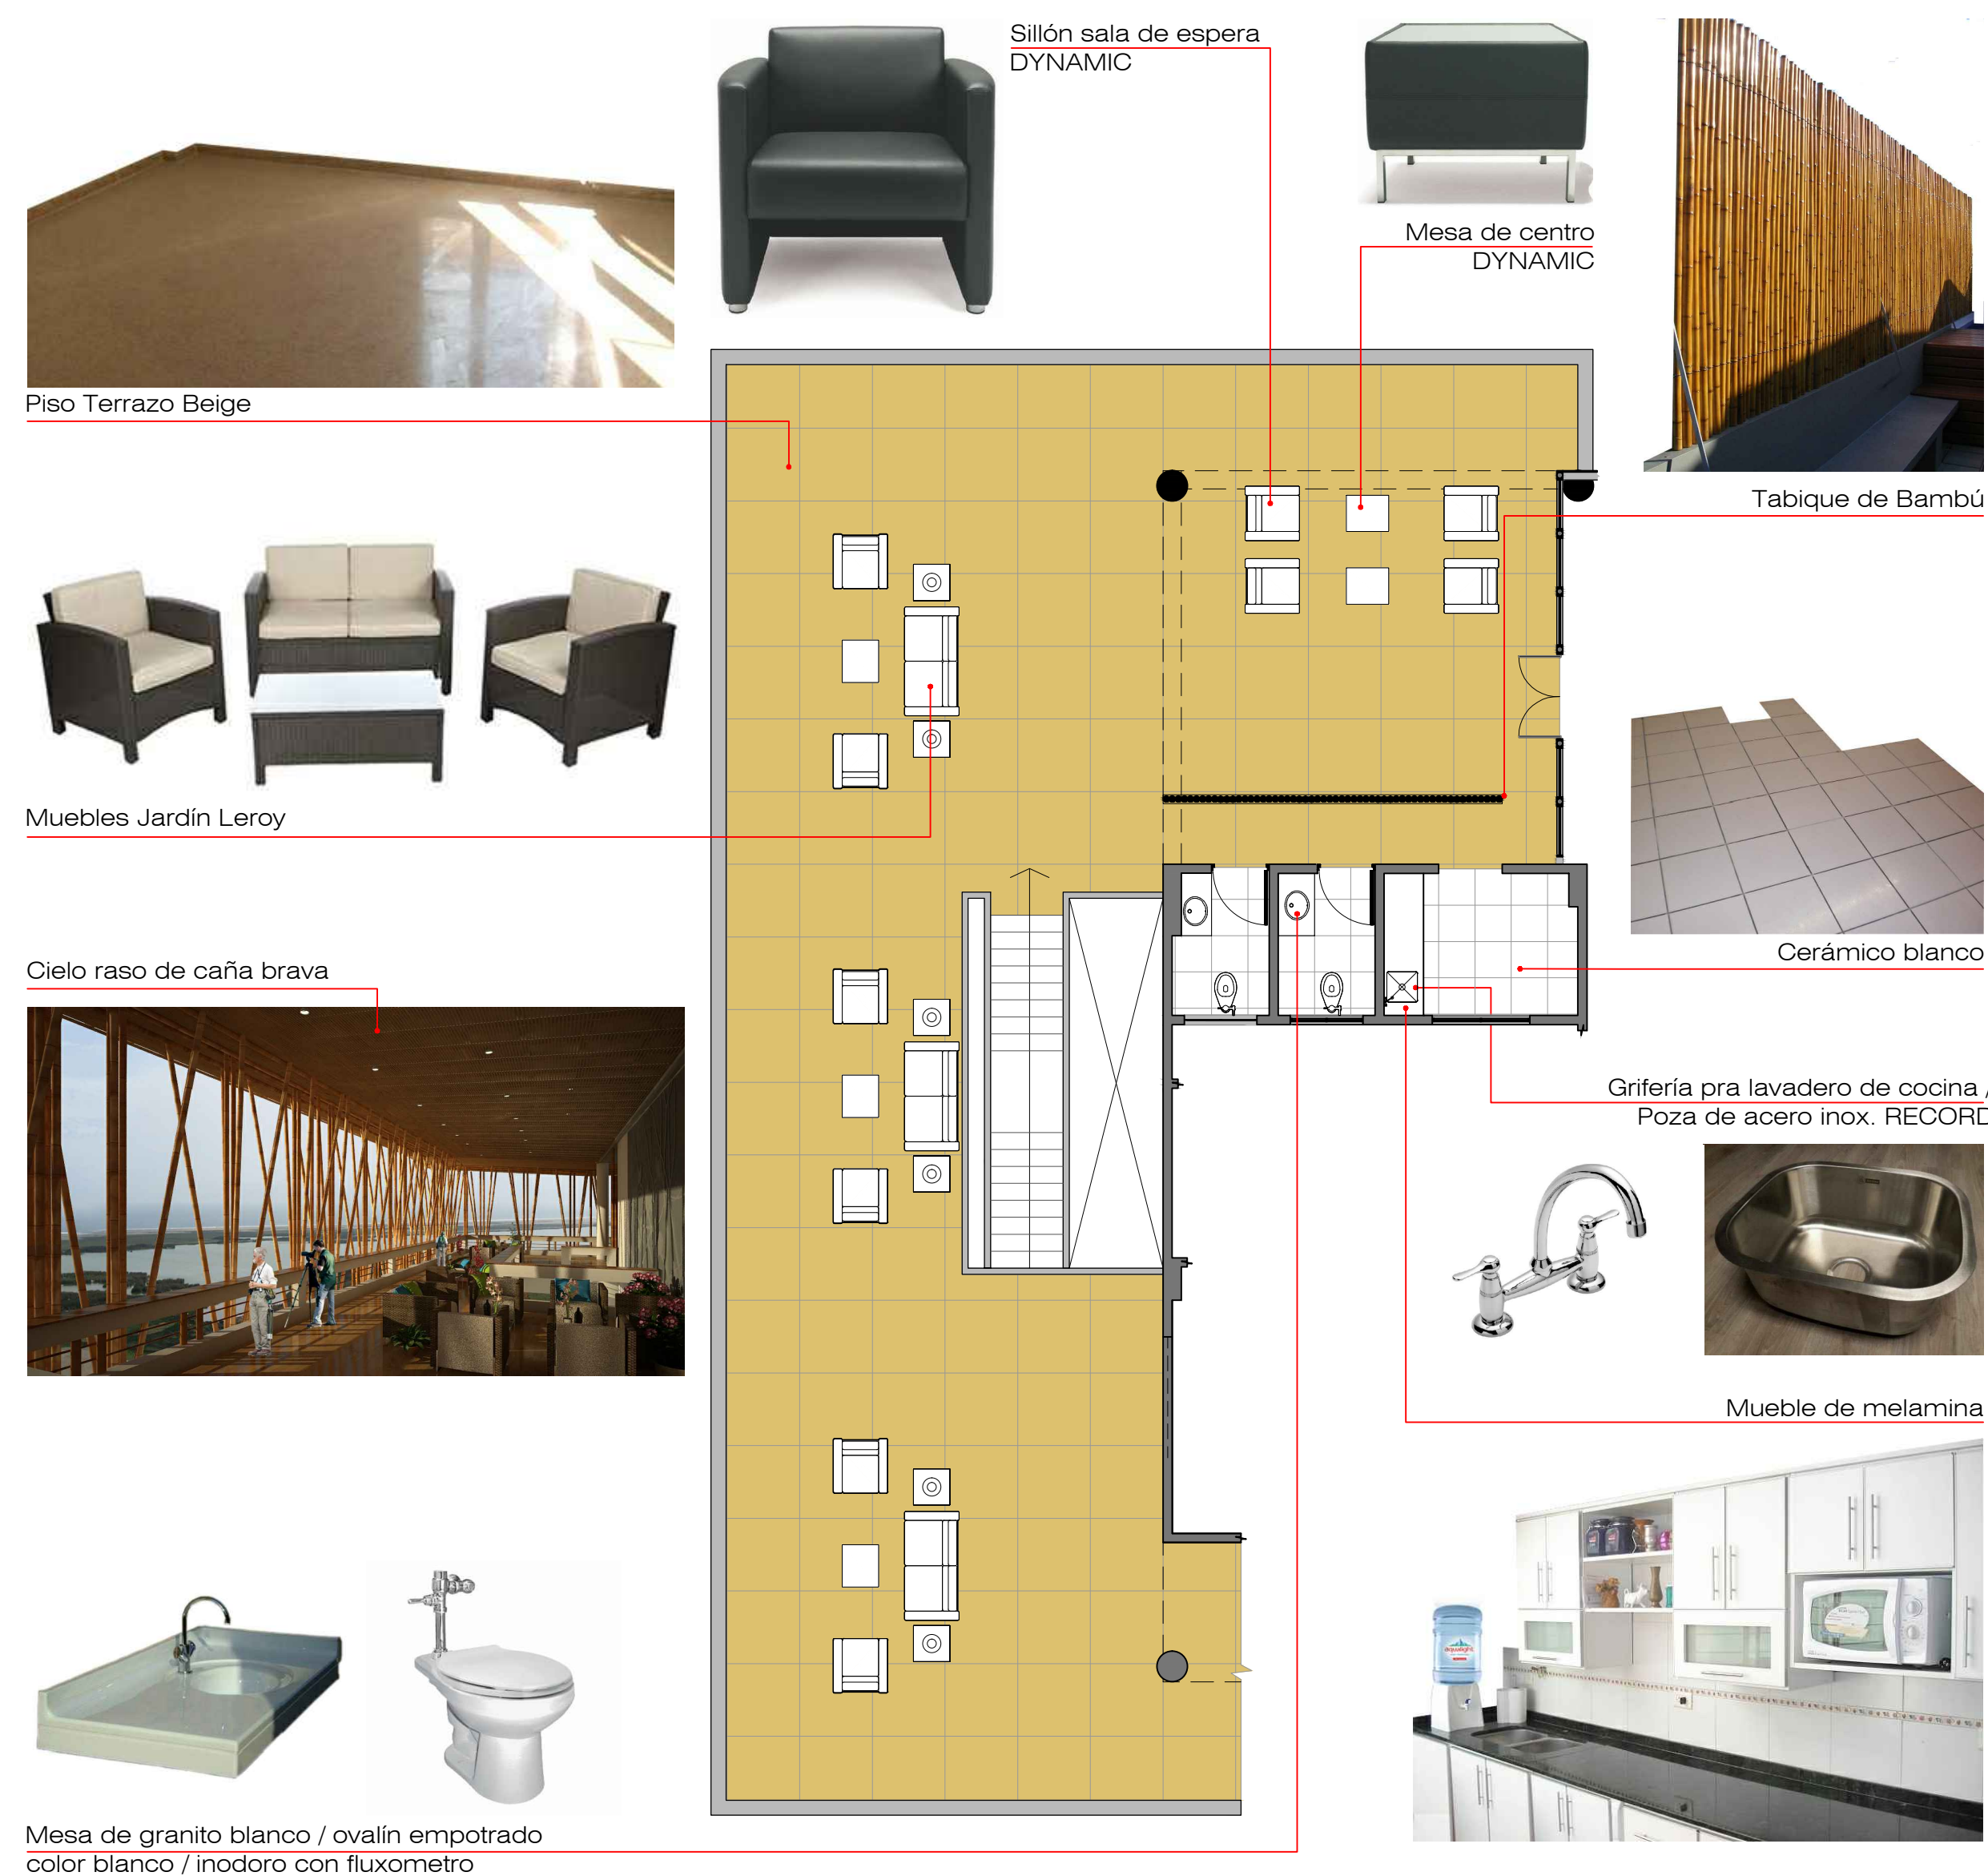 Sillón sala de espera
DYNAMIC
Mesa de centro
DYNAMIC
Piso Terrazo Beige
Tabique de Bambú
Muebles Jardín Leroy
Cerámico blanco
Cielo raso de caña brava
Grifería pra lavadero de cocina /
Poza de acero inox. RECORD
Mueble de melamina
Mesa de granito blanco / ovalín empotrado
color blanco / inodoro con fluxometro